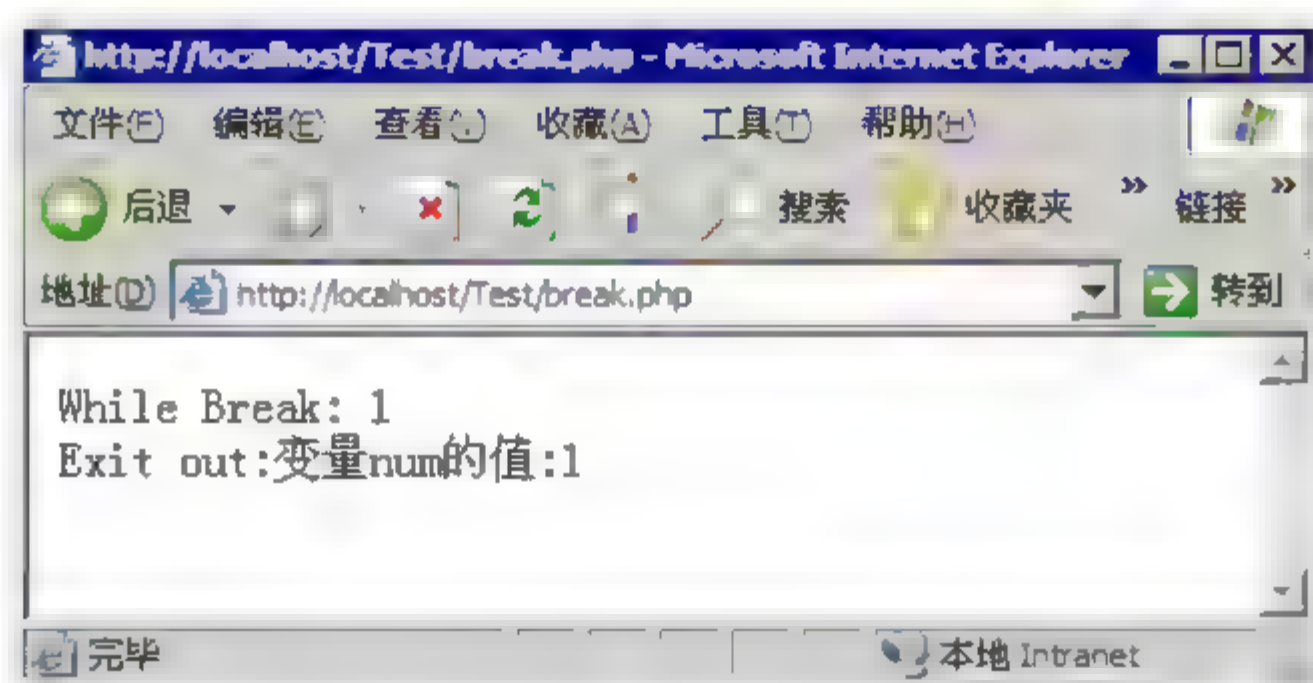 http://localhost/Test/break.php - Microsoft Internet Explorer
文件(F) 编辑(E) 查看 收藏(A) 工具(T) 帮助(H)
后退 搜索 收藏夹 » 链接 »
地址(D) http://localhost/Test/break.php 转到
While Break: 1
Exit out:变量num的值:1
完毕 本地 Intranet